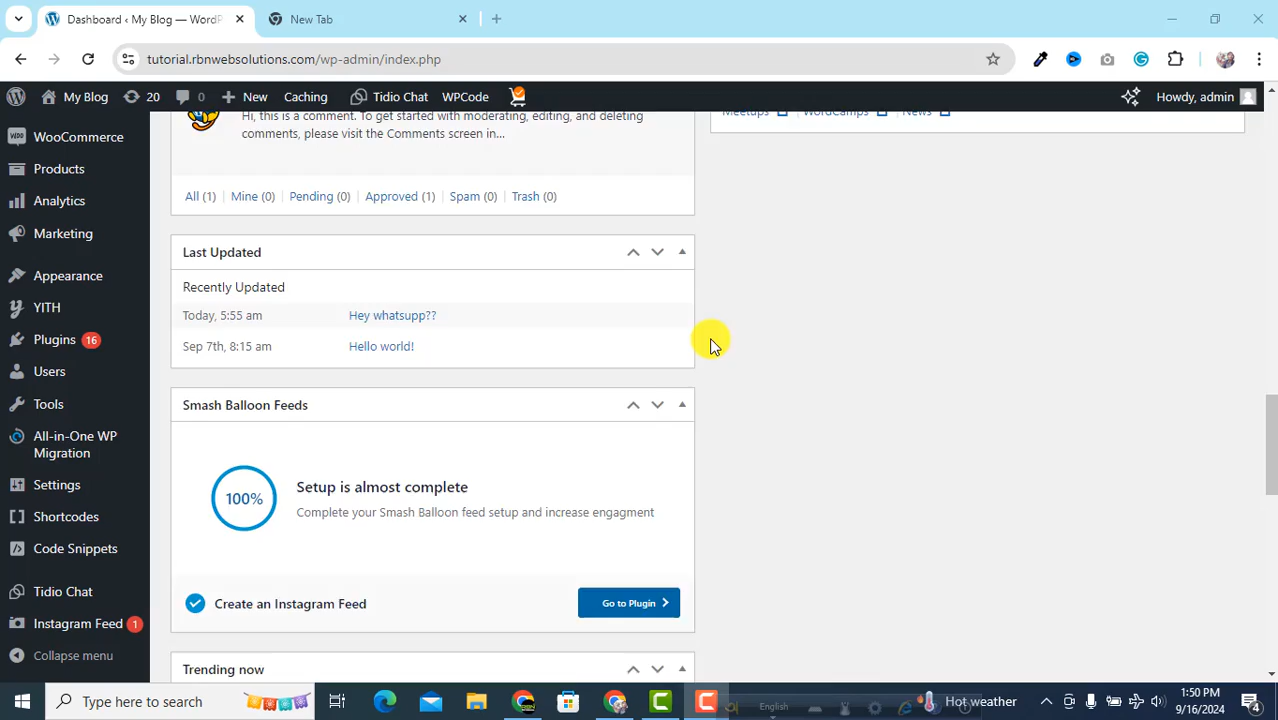 Dashboard ‹ My Blog — WordP
New Tab
tutorial.rbnwebsolutions.com/wp-admin/index.php
My Blog
20
0
New
Caching
Tidio Chat
WPCode
Howdy, admin
WooCommerce
Products
Analytics
Marketing
Appearance
YITH
Plugins 16
Users
Tools
All-in-One WP
Migration
Settings
Shortcodes
Code Snippets
Tidio Chat
Instagram Feed 1
Collapse menu
Hi, this is a comment. To get started with moderating, editing, and deleting
comments, please visit the Comments screen in...
All (1) | Mine (0) | Pending (0) | Approved (1) | Spam (0) | Trash (0)
Meetups | WordCamps | News
Last Updated
Recently Updated
Today, 5:55 am Hey whatsupp??
Sep 7th, 8:15 am Hello world!
Smash Balloon Feeds
100%
Setup is almost complete
Complete your Smash Balloon feed setup and increase engagment
Create an Instagram Feed
Go to Plugin
Trending now
Type here to search
English
Hot weather
1:50 PM
9/16/2024
4